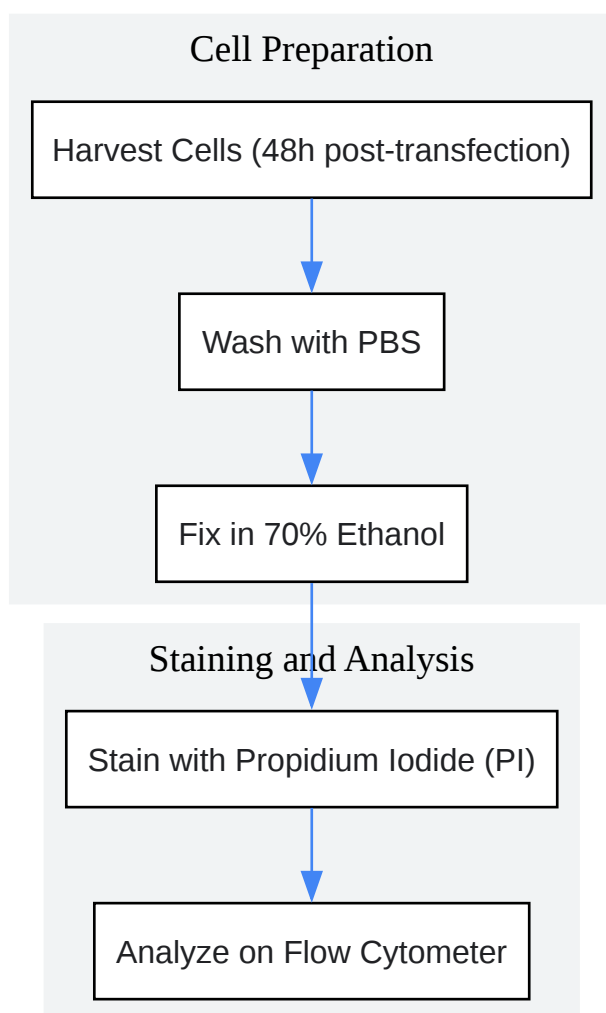 Cell Preparation
Harvest Cells (48h post-transfection)
Wash with PBS
Fix in 70% Ethanol
Staining and Analysis
Stain with Propidium Iodide (PI)
Analyze on Flow Cytometer